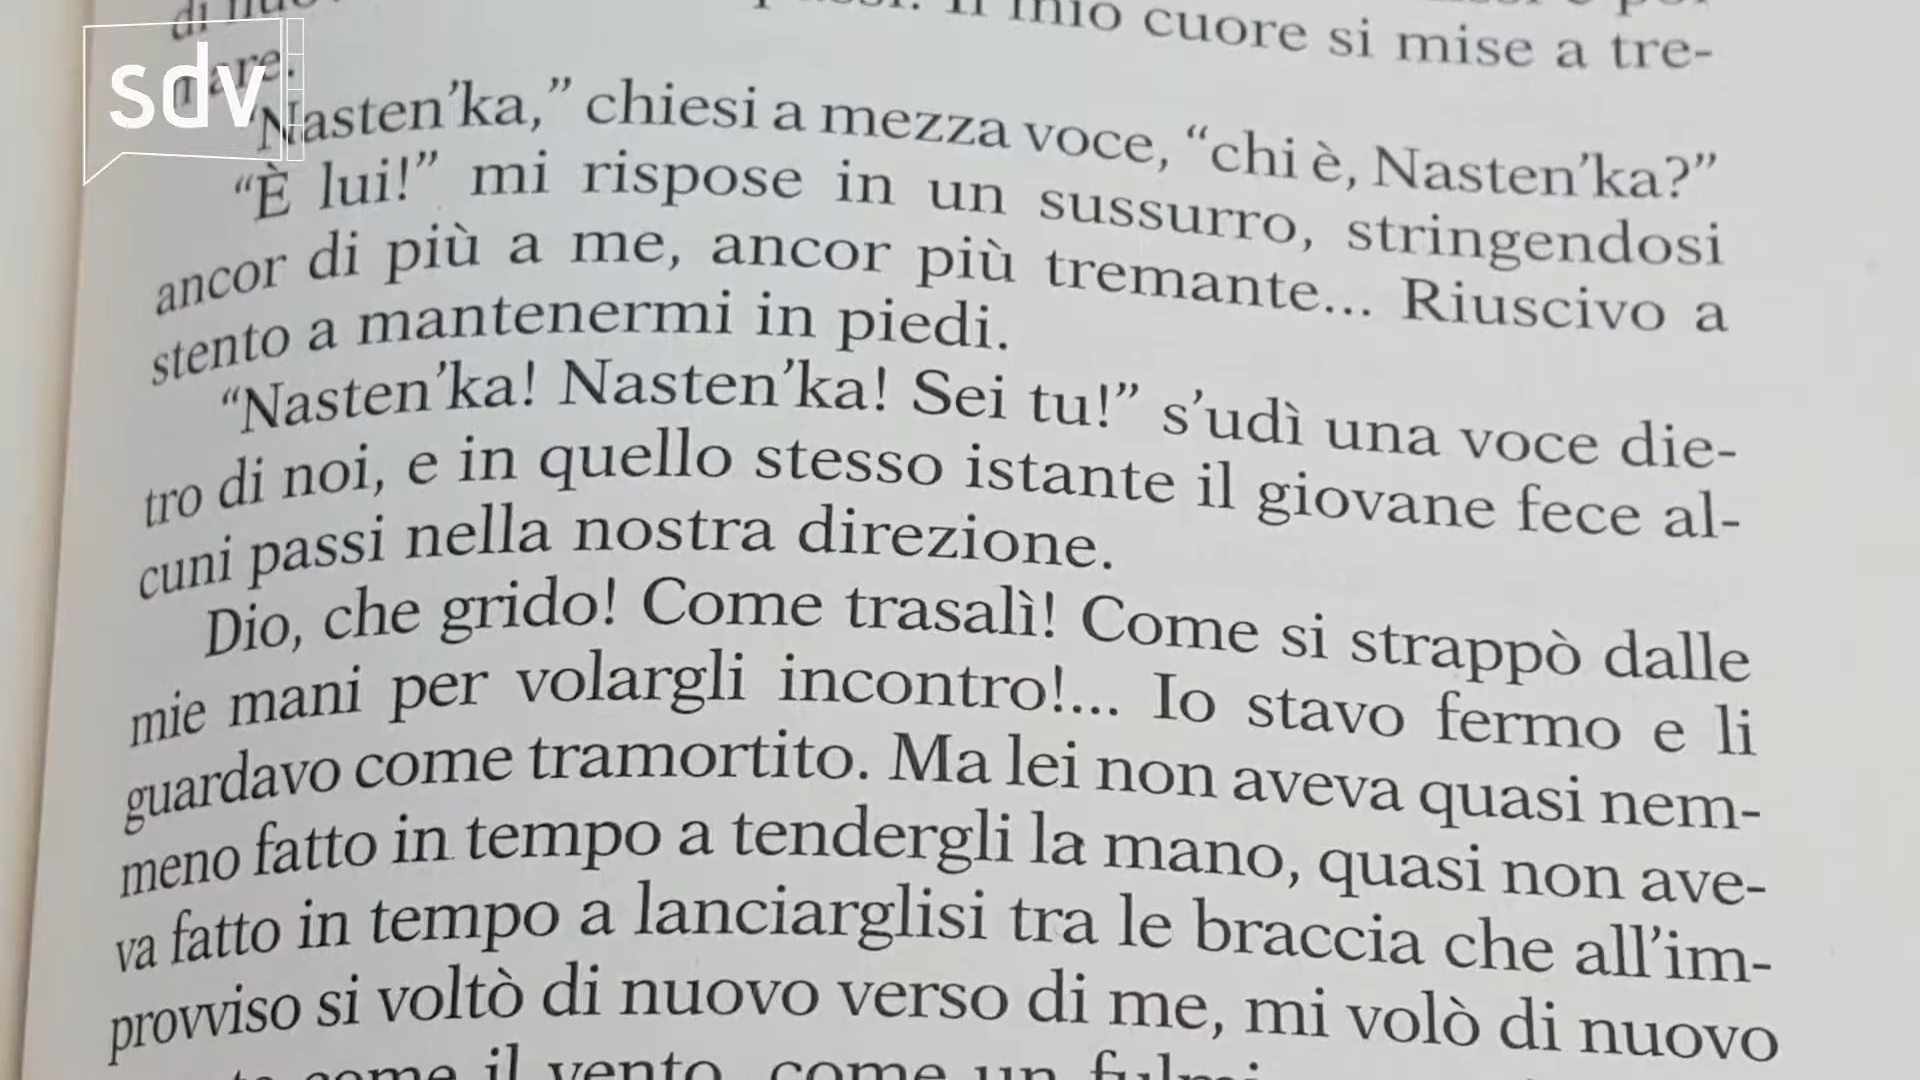 sdv
cuore si mise a tre-
mare.
“Nasten’ka,” chiesi a mezza voce, “chi è, Nasten’ka?”
“È lui!” mi rispose in un sussurro, stringendosi
ancor di più a me, ancor più tremante... Riuscivo a
stento a mantenermi in piedi.
“Nasten’ka! Nasten’ka! Sei tu!” s’udì una voce die-
tro di noi, e in quello stesso istante il giovane fece al-
cuni passi nella nostra direzione.
Dio, che grido! Come trasalì! Come si strappò dalle
mie mani per volargli incontro!... Io stavo fermo e li
guardavo come tramortito. Ma lei non aveva quasi nem-
meno fatto in tempo a tendergli la mano, quasi non ave-
va fatto in tempo a lanciarglisi tra le braccia che all’im-
provviso si voltò di nuovo verso di me, mi volò di nuovo
come il vento, come un